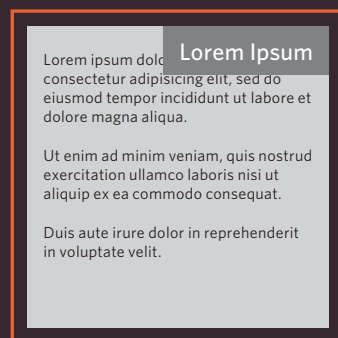 Lorem Ipsum
Lorem ipsum
consectetur adipisicing elit, sed do
eiusmod tempor incididunt ut labore et
dolore magna aliqua.
Ut enim ad minim veniam, quis nostrud
exercitation ullamco laboris nisi ut
aliquip ex ea commodo consequat.
Duis aute irure dolor in reprehenderit
in voluptate velit.